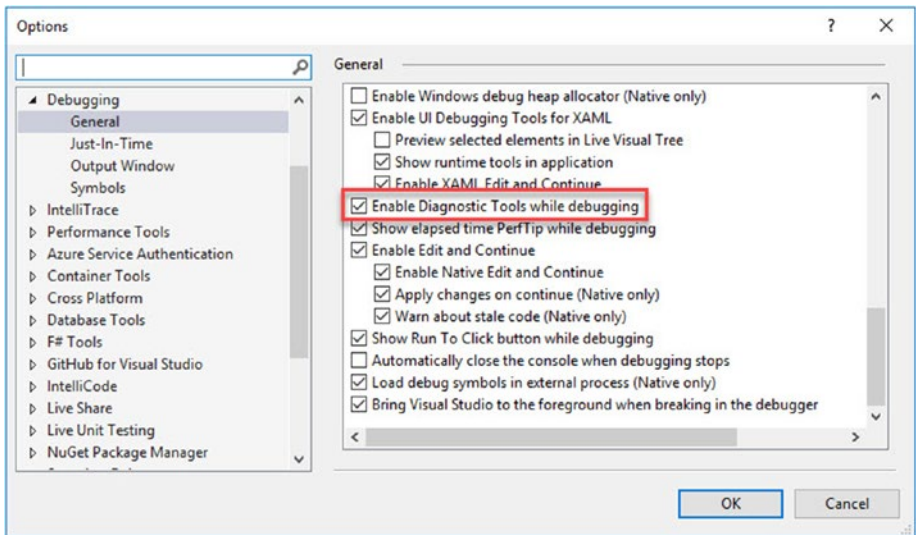 Options
General
Debugging
General
Just-In-Time
Output Window
Symbols
IntelliTrace
Performance Tools
Azure Service Authentication
Container Tools
Cross Platform
Database Tools
F# Tools
GitHub for Visual Studio
IntelliCode
Live Share
Live Unit Testing
NuGet Package Manager
Enable Windows debug heap allocator (Native only)
Enable UI Debugging Tools for XAML
Preview selected elements in Live Visual Tree
Show runtime tools in application
Enable XAML Edit and Continue
Enable Diagnostic Tools while debugging
Show elapsed time PerfTip while debugging
Enable Edit and Continue
Enable Native Edit and Continue
Apply changes on continue (Native only)
Warn about stale code (Native only)
Show Run To Click button while debugging
Automatically close the console when debugging stops
Load debug symbols in external process (Native only)
Bring Visual Studio to the foreground when breaking in the debugger
OK
Cancel